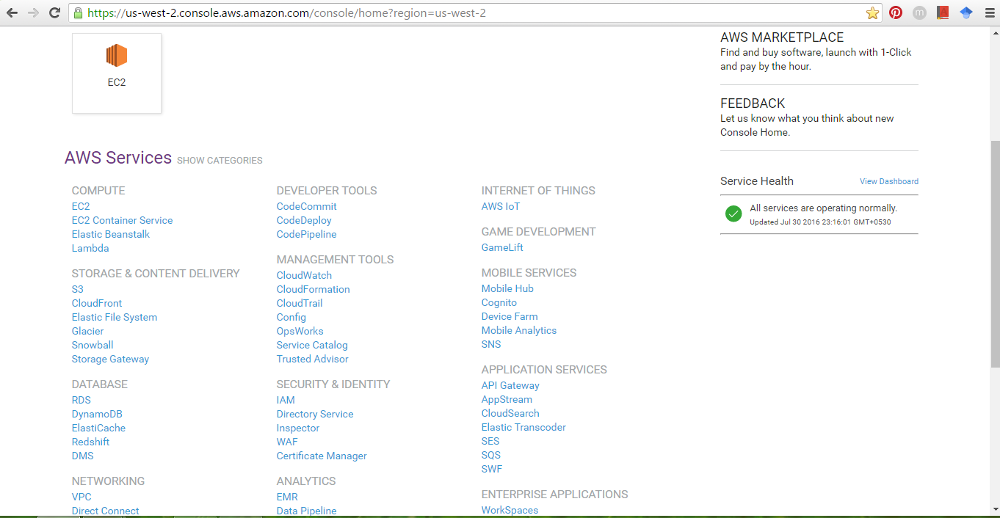 https://us-west-2.console.aws.amazon.com/console/home?region=us-west-2
EC2
AWS Services SHOW CATEGORIES
COMPUTE
EC2
EC2 Container Service
Elastic Beanstalk
Lambda
STORAGE & CONTENT DELIVERY
S3
CloudFront
Elastic File System
Glacier
Snowball
Storage Gateway
DATABASE
RDS
DynamoDB
ElastiCache
Redshift
DMS
NETWORKING
VPC
Direct Connect
DEVELOPER TOOLS
CodeCommit
CodeDeploy
CodePipeline
MANAGEMENT TOOLS
CloudWatch
CloudFormation
CloudTrail
Config
OpsWorks
Service Catalog
Trusted Advisor
SECURITY & IDENTITY
IAM
Directory Service
Inspector
WAF
Certificate Manager
ANALYTICS
EMR
Data Pipeline
INTERNET OF THINGS
AWS IoT
GAME DEVELOPMENT
GameLift
MOBILE SERVICES
Mobile Hub
Cognito
Device Farm
Mobile Analytics
SNS
APPLICATION SERVICES
API Gateway
AppStream
CloudSearch
Elastic Transcoder
SES
SQS
SWF
ENTERPRISE APPLICATIONS
WorkSpaces
AWS MARKETPLACE
Find and buy software, launch with 1-Click
and pay by the hour.
FEEDBACK
Let us know what you think about new
Console Home.
Service Health View Dashboard
All services are operating normally.
Updated Jul 30 2016 23:16:01 GMT+0530